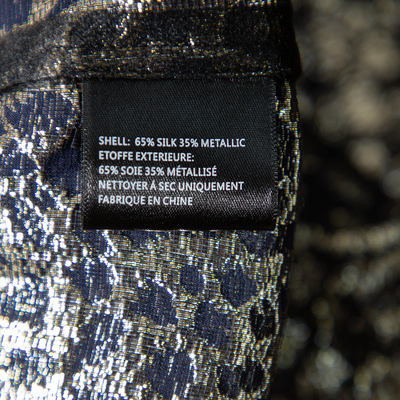 SHELL: 65% SILK 35% METALLIC
ETOFFE EXTERIEURE:
65% SOIE 35% MÉTALLISÉ
NETTOYER À SEC UNIQUEMENT
FABRIQUE EN CHINE